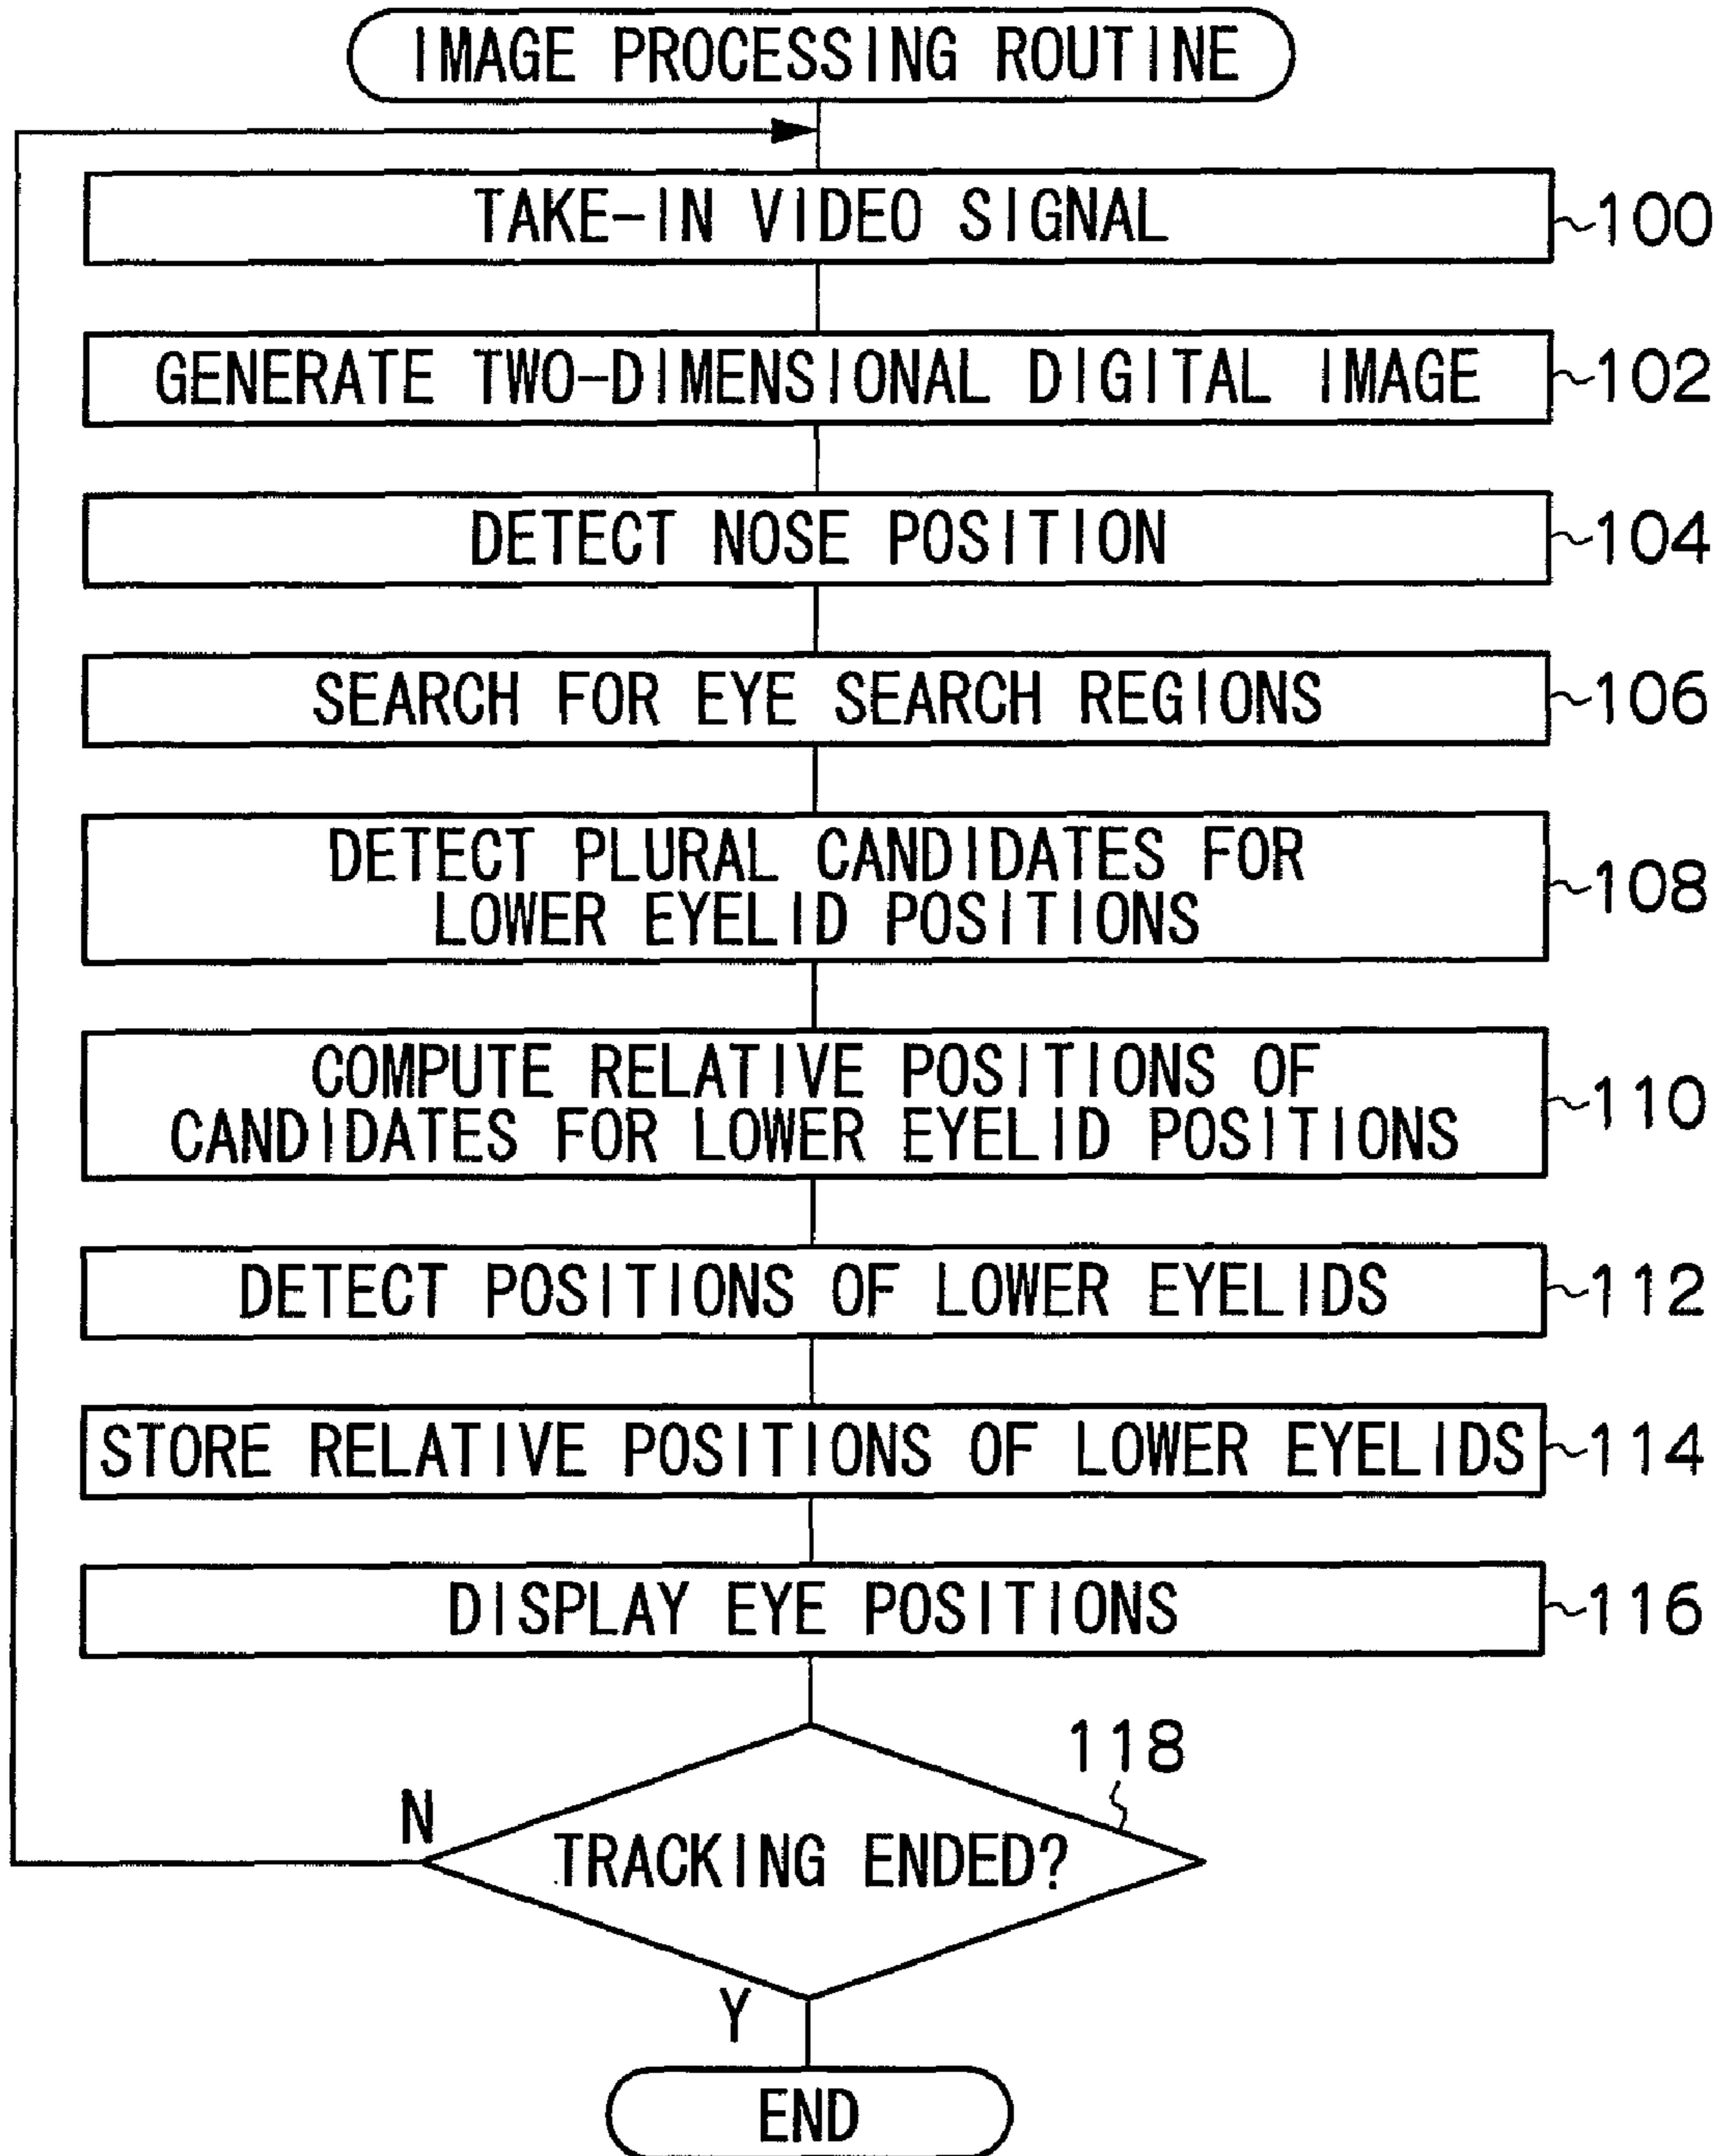 IMAGE PROCESSING ROUTINE
TAKE-IN VIDEO SIGNAL
100
GENERATE TWO-DIMENSIONAL DIGITAL IMAGE
102
DETECT NOSE POSITION
104
SEARCH FOR EYE SEARCH REGIONS
106
DETECT PLURAL CANDIDATES FOR
LOWER EYELID POSITIONS
108
COMPUTE RELATIVE POSITIONS OF
CANDIDATES FOR LOWER EYELID POSITIONS
110
DETECT POSITIONS OF LOWER EYELIDS
112
STORE RELATIVE POSITIONS OF LOWER EYELIDS
114
DISPLAY EYE POSITIONS
116
118
N
TRACKING ENDED?
Y
END